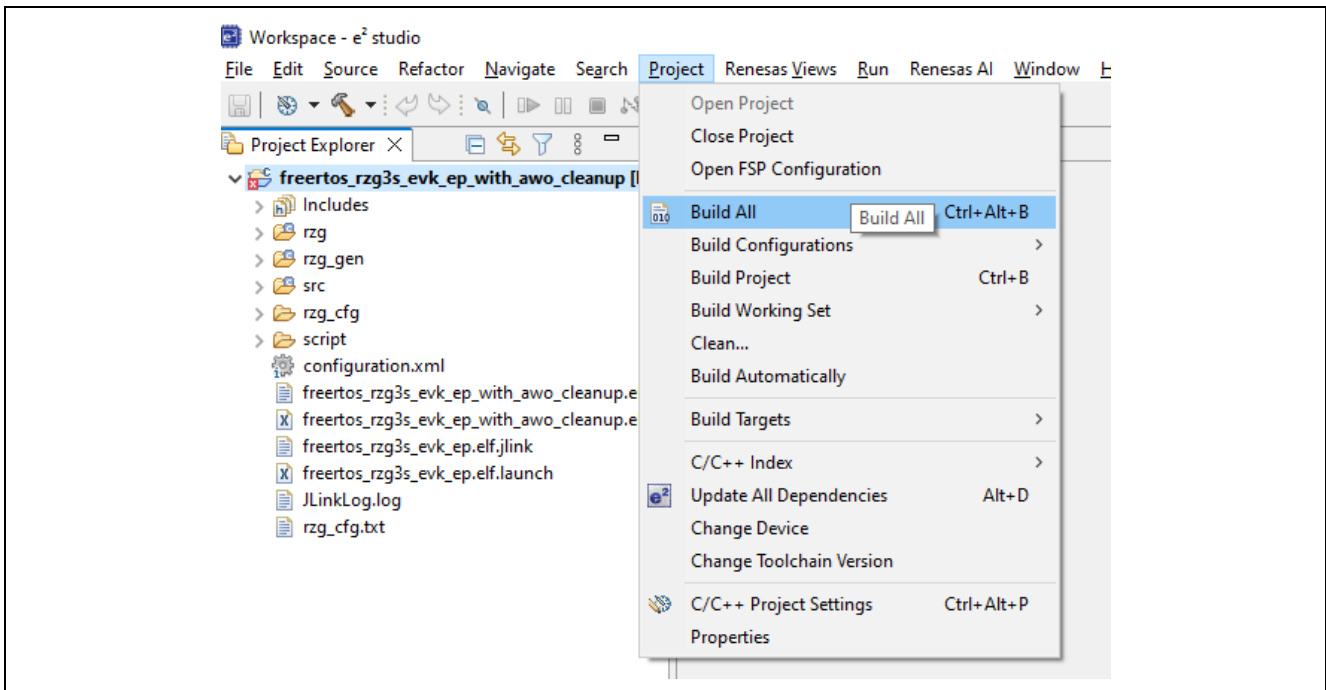 Workspace - e² studio
File Edit Source Refactor Navigate Search Project Renesas Views Run Renesas AI Window
Project Explorer
freertos_rzg3s_evk_ep_with_awo_cleanup [
Includes
rzg
rzg_gen
src
rzg_cfg
script
configuration.xml
freertos_rzg3s_evk_ep_with_awo_cleanup.e
freertos_rzg3s_evk_ep_with_awo_cleanup.e
freertos_rzg3s_evk_ep.elf.jlink
freertos_rzg3s_evk_ep.elf.launch
JLinkLog.log
rzg_cfg.txt
Open Project
Close Project
Open FSP Configuration
010 Build All Ctrl+Alt+B
Build All
Build Configurations
Build Project Ctrl+B
Build Working Set
Clean...
Build Automatically
Build Targets
C/C++ Index
e² Update All Dependencies Alt+D
Change Device
Change Toolchain Version
C/C++ Project Settings Ctrl+Alt+P
Properties